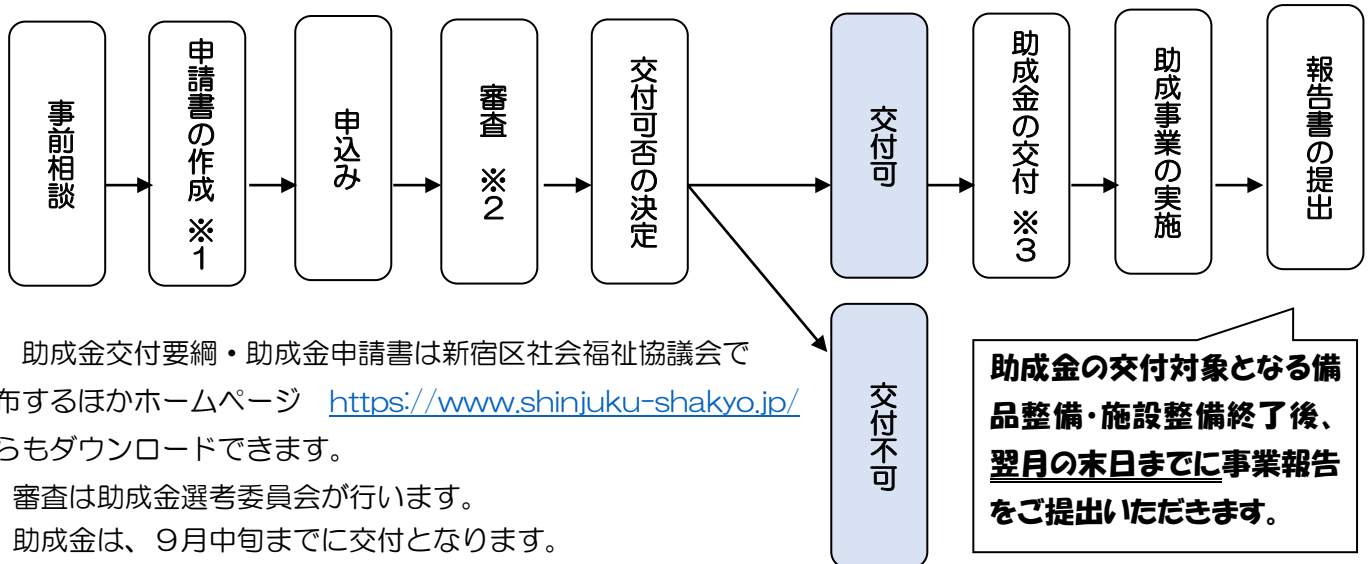 事前相談
申請書の作成 ※1
申込み
審査 ※2
交付可否の決定
交付可
助成金の交付 ※3
助成事業の実施
報告書の提出
交付不可
助成金交付要綱・助成金申請書は新宿区社会福祉協議会で
布するほかホームページ https://www.shinjuku-shakyo.jp/
らもダウンロードできます。
審査は助成金選考委員会が行います。
助成金は、9月中旬までに交付となります。
助成金の交付対象となる備
品整備・施設整備終了後、
翌月の末日までに事業報告
をご提出いただきます。